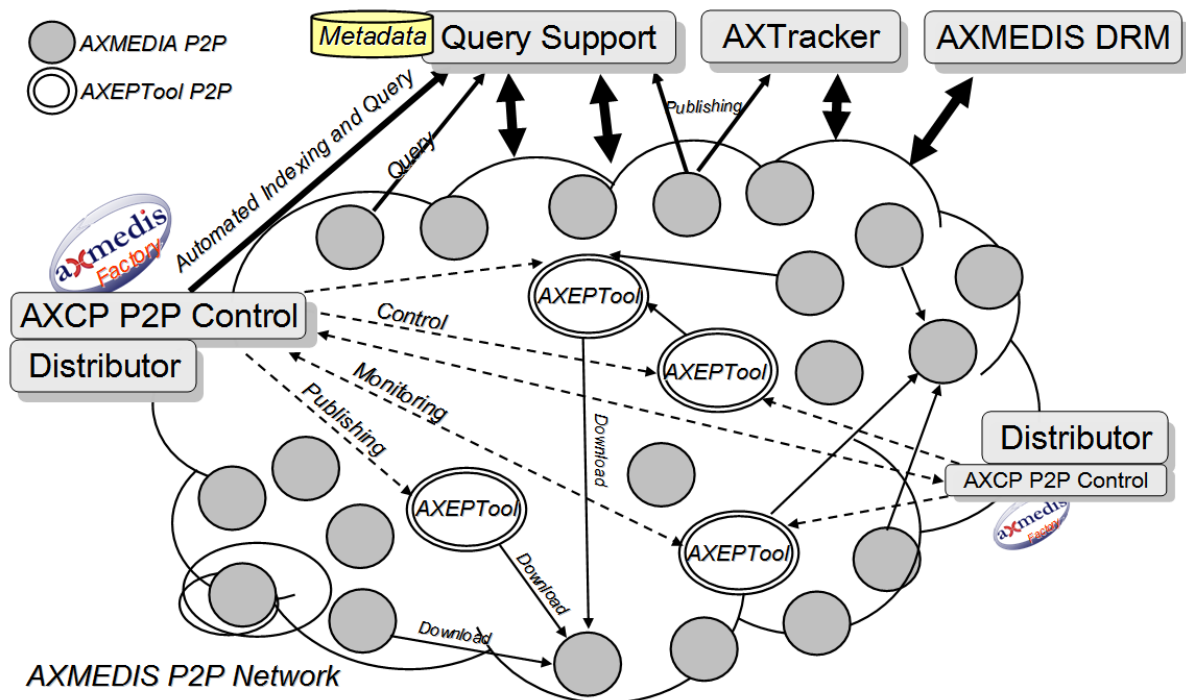 AXMEDIA P2P
AXEPTool P2P
Metadata
Query Support
AXTracker
AXMEDIS DRM
Automated Indexing and Query
Query
Publishing
axmedis
Factory
AXCP P2P Control
Distributor
AXEPTool
Control
AXEPTool
Monitoring
Publishing
Download
Distributor
AXCP P2P Control
axmedis
Factory
AXEPTool
AXEPTool
Download
Download
AXMEDIS P2P Network